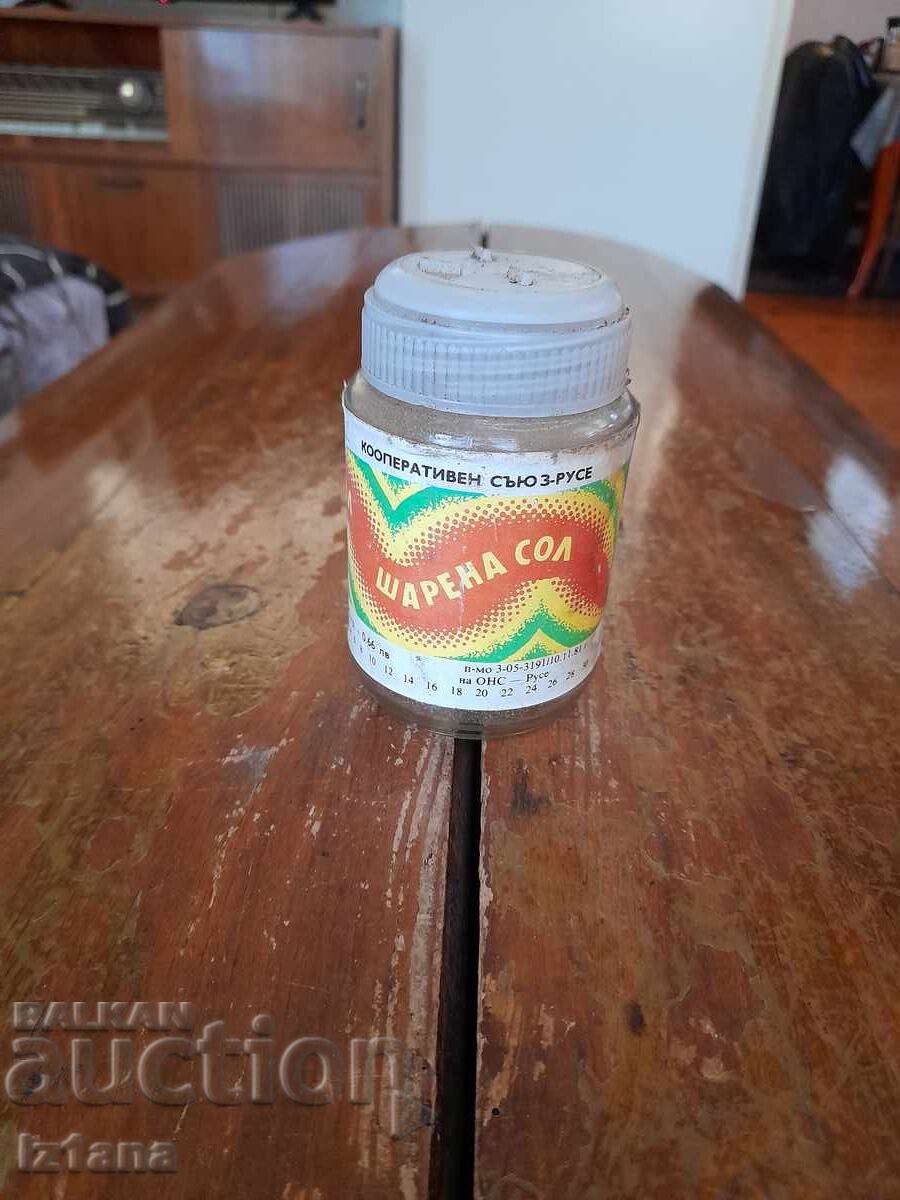 КООПЕРАТИВЕН СЪЮЗ-РУСЕ
ШАРЕНА СОЛ
0,66 лв
п-мо 3-05-3191/10.11.81
на ОНС — Русе
8 10 12 14 16 18 20 22 24 26 28 30
BALKAN
auction
Iz1ana